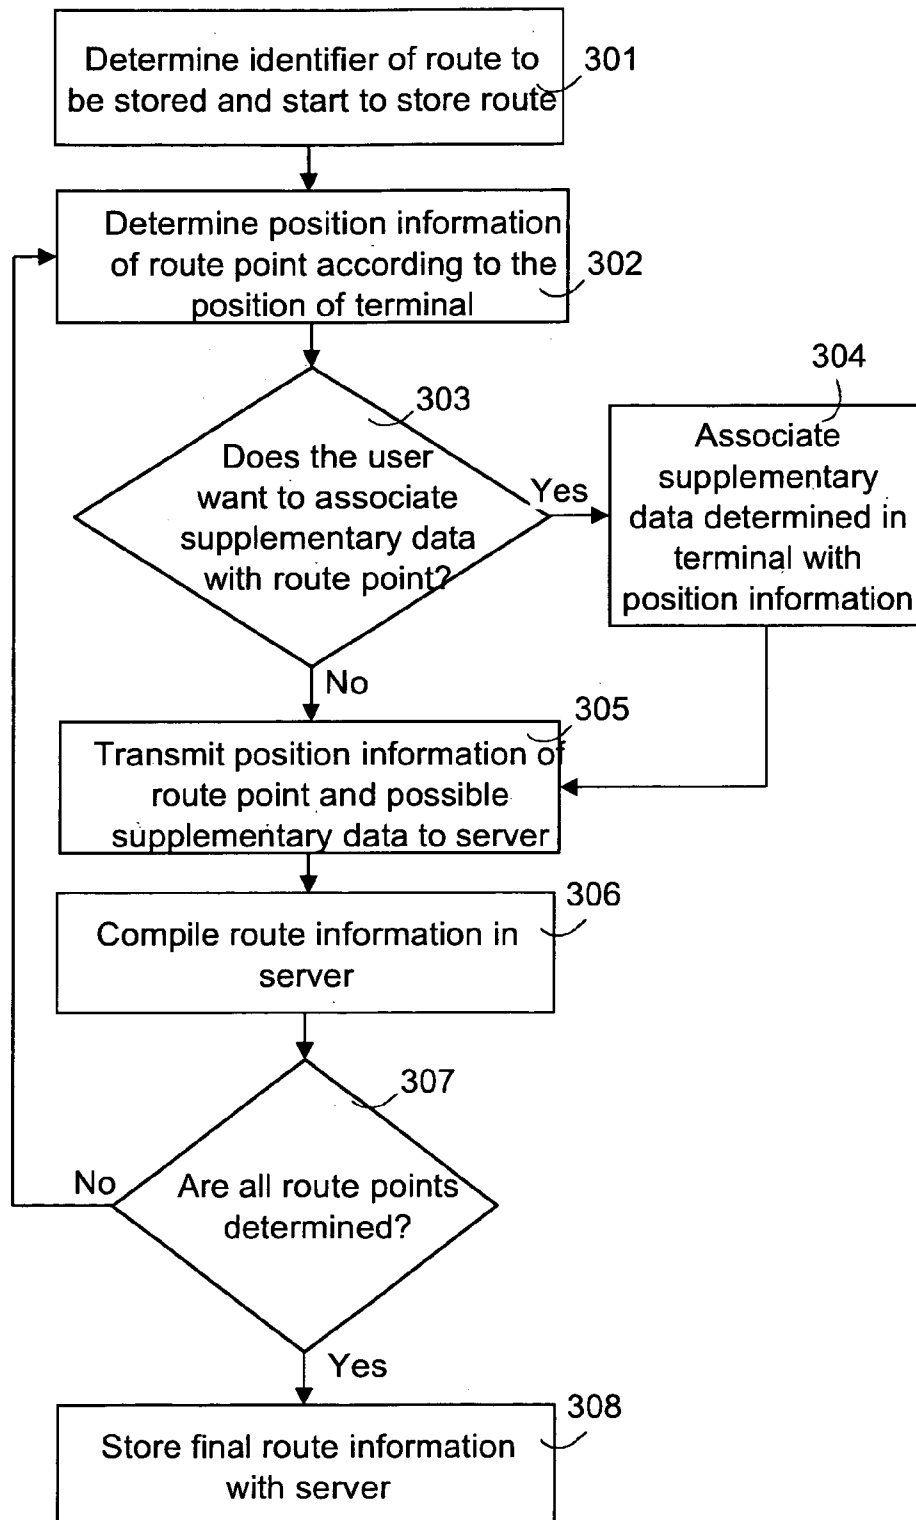 Determine identifier of route to
be stored and start to store route
301
Determine position information
of route point according to the
position of terminal
302
303
Does the user
want to associate
supplementary data
with route point?
Yes
304
Associate
supplementary
data determined in
terminal with
position information
No
305
Transmit position information of
route point and possible
supplementary data to server
306
Compile route information in
server
307
No
Are all route points
determined?
Yes
308
Store final route information
with server